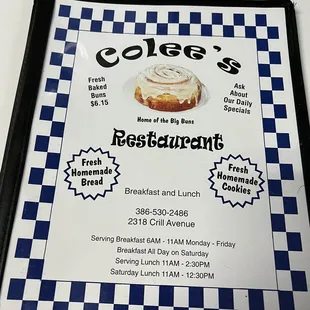 Colee's
Fresh
Baked
Buns
$6.15
Ask
About
Our Daily
Specials
Home of the Big Buns
Restaurant
Fresh
Homemade
Bread
Fresh
Homemade
Cookies
Breakfast and Lunch
386-530-2486
2318 Crill Avenue
Serving Breakfast 6AM - 11AM Monday - Friday
Breakfast All Day on Saturday
Serving Lunch 11AM - 2:30PM
Saturday Lunch 11AM - 12:30PM